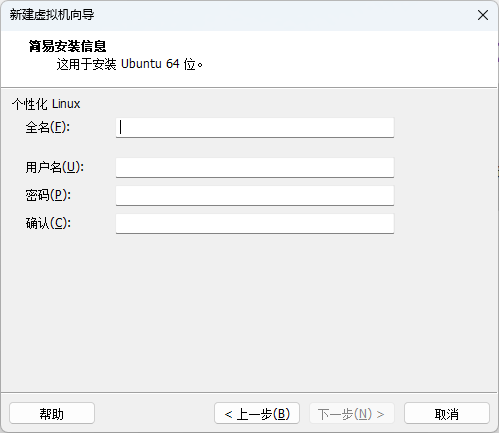 新建虚拟机向导
简易安装信息
这用于安装 Ubuntu 64 位。
个性化 Linux
全名(F):
用户名(U):
密码(P):
确认(C):
帮助
< 上一步(B)
下一步(N) >
取消